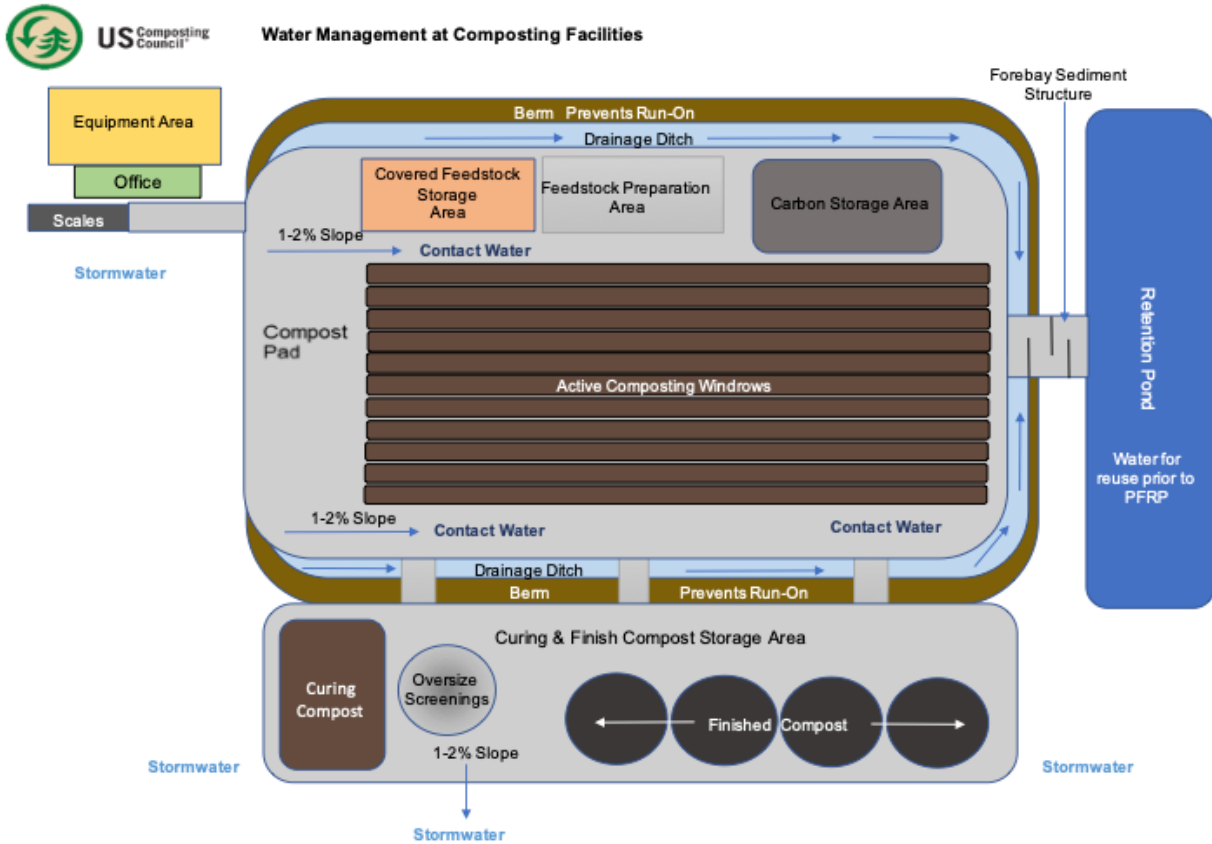 US Composting Council®
Water Management at Composting Facilities
Forebay Sediment
Structure
Equipment Area
Office
Scales
Stormwater
Berm Prevents Run-On
Drainage Ditch
Covered Feedstock
Storage
Area
Feedstock Preparation
Area
Carbon Storage Area
1-2% Slope
Contact Water
Compost
Pad
Active Composting Windrows
Retention Pond
Water for
reuse prior to
PFRP
1-2% Slope
Contact Water
Contact Water
Drainage Ditch
Berm
Prevents Run-On
Curing & Finish Compost Storage Area
Curing
Compost
Oversize
Screenings
Finished Compost
1-2% Slope
Stormwater
Stormwater
Stormwater